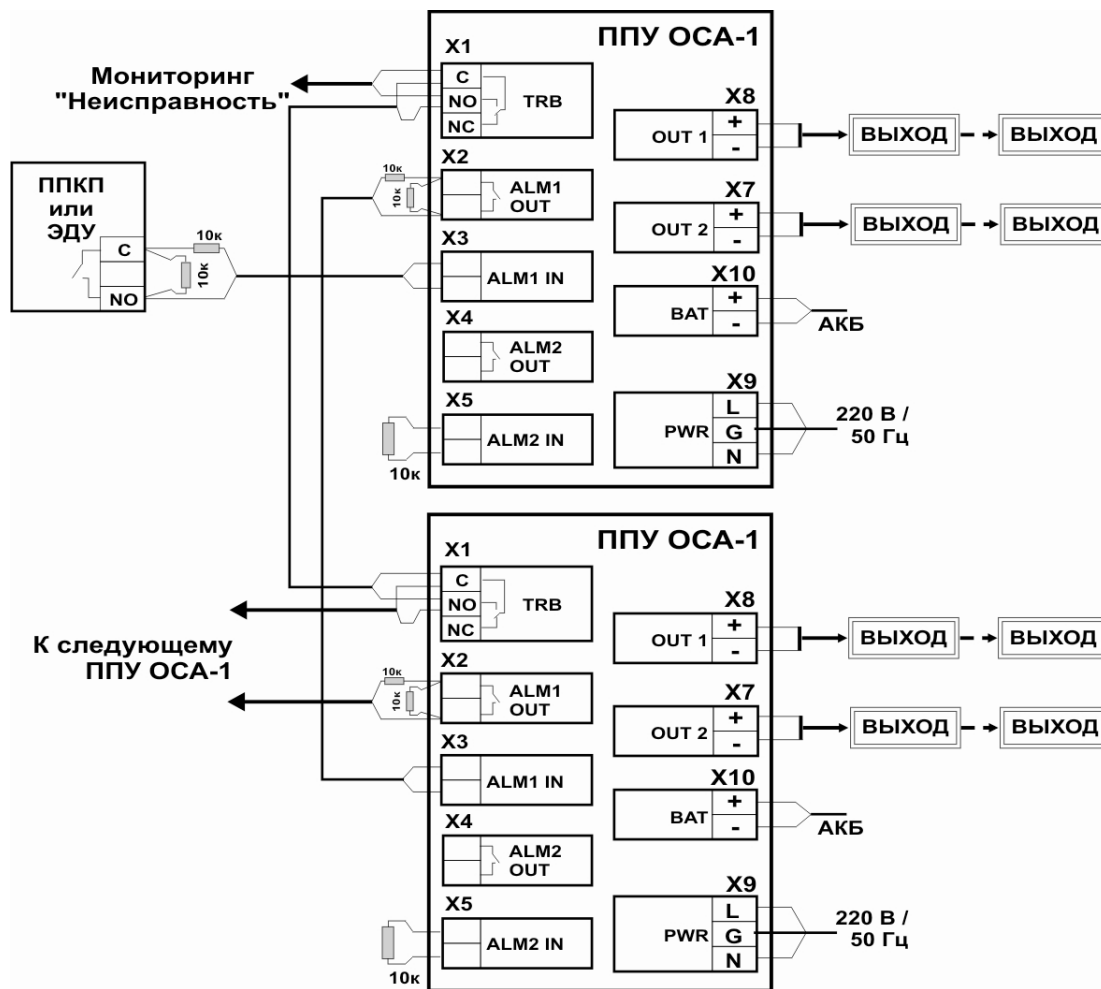 ППУ ОСА-1
X1
Мониторинг
"Неисправность"
C
NO
NC
TRB
X8
OUT 1
+
-
ВЫХОД
ВЫХОД
X2
10к
10к
ALM1
OUT
X7
OUT 2
+
-
ВЫХОД
ВЫХОД
ППКП
или
ЭДУ
C
NO
10к
10к
X3
ALM1 IN
X10
BAT
+
-
АКБ
X4
ALM2
OUT
X9
PWR
L
G
N
220 В /
50 Гц
X5
ALM2 IN
10к
ППУ ОСА-1
X1
C
NO
NC
TRB
X8
OUT 1
+
-
ВЫХОД
ВЫХОД
К следующему
ППУ ОСА-1
X2
10к
10к
ALM1
OUT
X7
OUT 2
+
-
ВЫХОД
ВЫХОД
X3
ALM1 IN
X10
BAT
+
-
АКБ
X4
ALM2
OUT
X9
PWR
L
G
N
220 В /
50 Гц
X5
ALM2 IN
10к